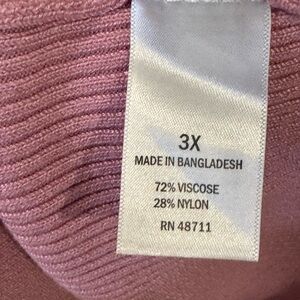 3X
MADE IN BANGLADESH
72% VISCOSE
28% NYLON
RN 48711